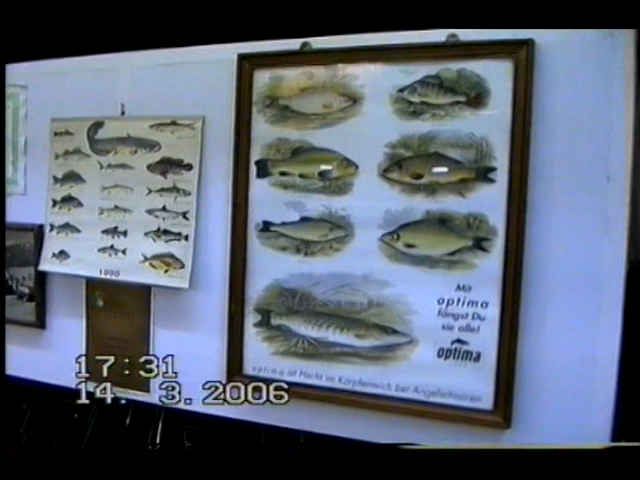 1990
Mit
optima
fängst Du
sie alle!
optima
optima ist Hecht im Karpfenteich bei Angelschnüren
17:31
14. 3.2006